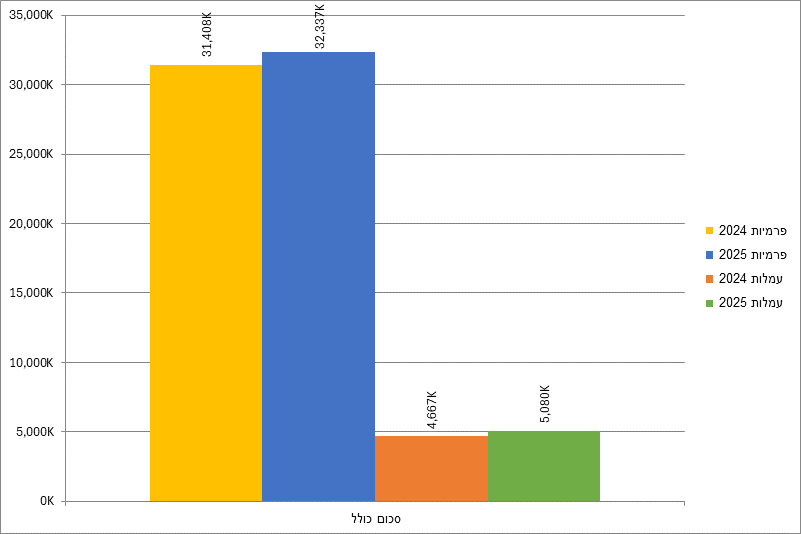 35,000K
30,000K
25,000K
20,000K
15,000K
10,000K
5,000K
0K
31,408K
32,337K
4,667K
5,080K
סכום כולל
פרמיות 2024
פרמיות 2025
עמלות 2024
עמלות 2025